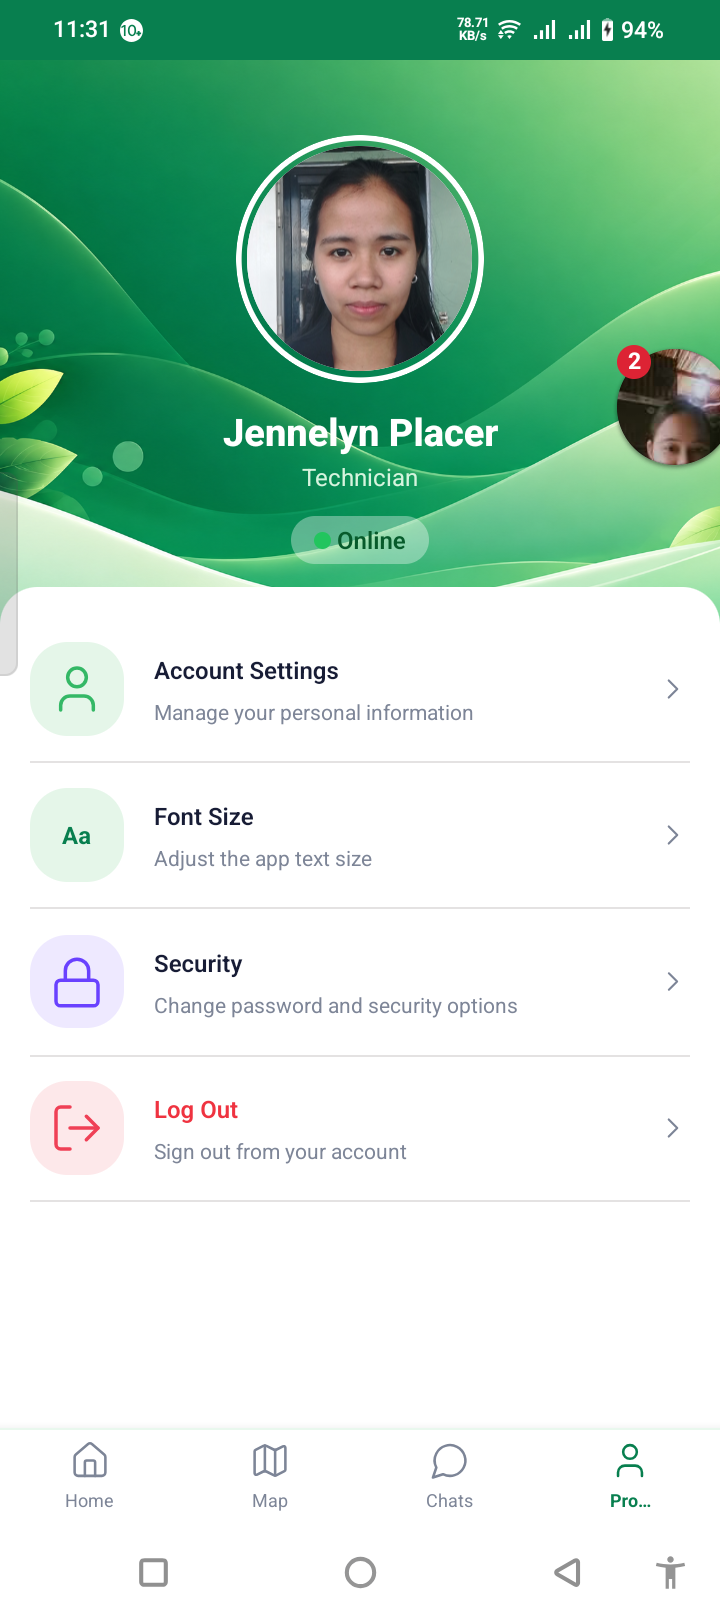 11:31 10+ 78.71 KB/s 94%
2
Jennelyn Placer
Technician
Online
Account Settings
Manage your personal information
Aa
Font Size
Adjust the app text size
Security
Change password and security options
Log Out
Sign out from your account
Home Map Chats Pro...